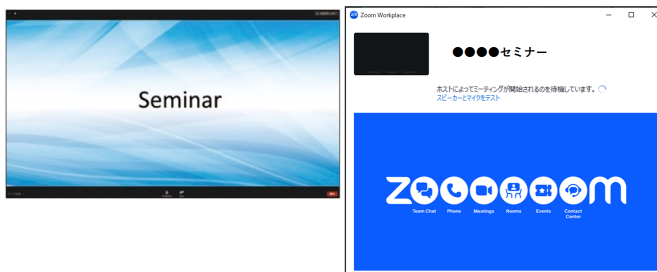 Seminar
Zoom Workplace
●●●●セミナー
ホストによってミーティングが開始されるのを待機しています。
スピーカーとマイクをテスト
ZOOOOOOM
Team Chat
Phone
Meetings
Rooms
Events
Contact Center